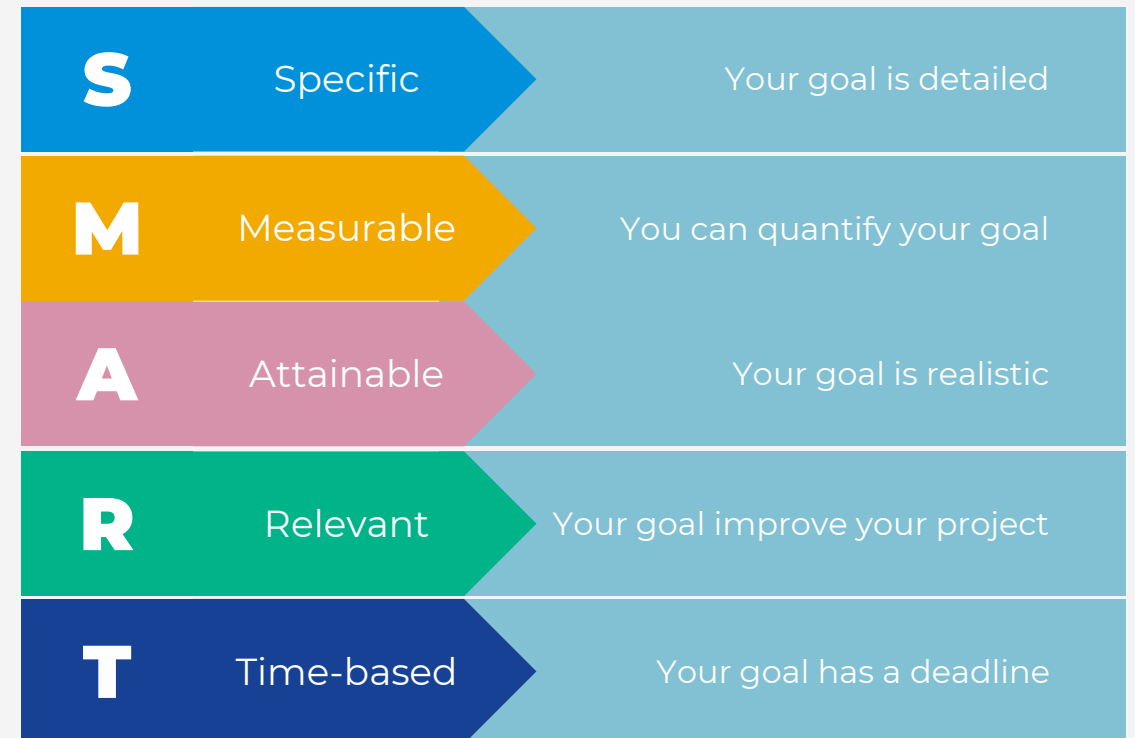 S Specific Your goal is detailed
M Measurable You can quantify your goal
A Attainable Your goal is realistic
R Relevant Your goal improve your project
T Time-based Your goal has a deadline